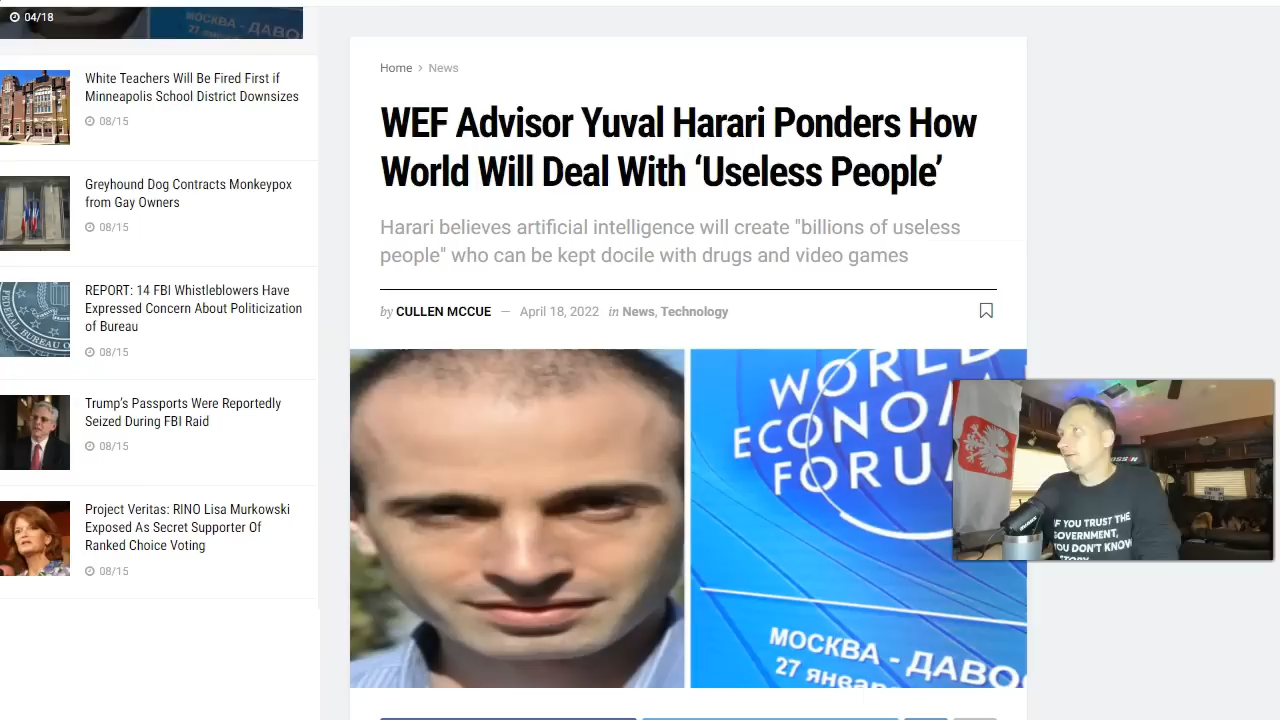 04/18
White Teachers Will Be Fired First if
Minneapolis School District Downsizes
08/15
Greyhound Dog Contracts Monkeypox
from Gay Owners
08/15
REPORT: 14 FBI Whistleblowers Have
Expressed Concern About Politicization
of Bureau
08/15
Trump's Passports Were Reportedly
Seized During FBI Raid
08/15
Project Veritas: RINO Lisa Murkowski
Exposed As Secret Supporter Of
Ranked Choice Voting
08/15
МОСКВА - ДАВОС
27
Home > News
WEF Advisor Yuval Harari Ponders How
World Will Deal With ‘Useless People’
Harari believes artificial intelligence will create "billions of useless
people" who can be kept docile with drugs and video games
by CULLEN MCCUE — April 18, 2022 in News, Technology
WORLD
ECONO
FORU
МОСКВА - ДАВО
27 января
IF YOU TRUST THE
GOVERNMENT,
YOU DON'T KNOW